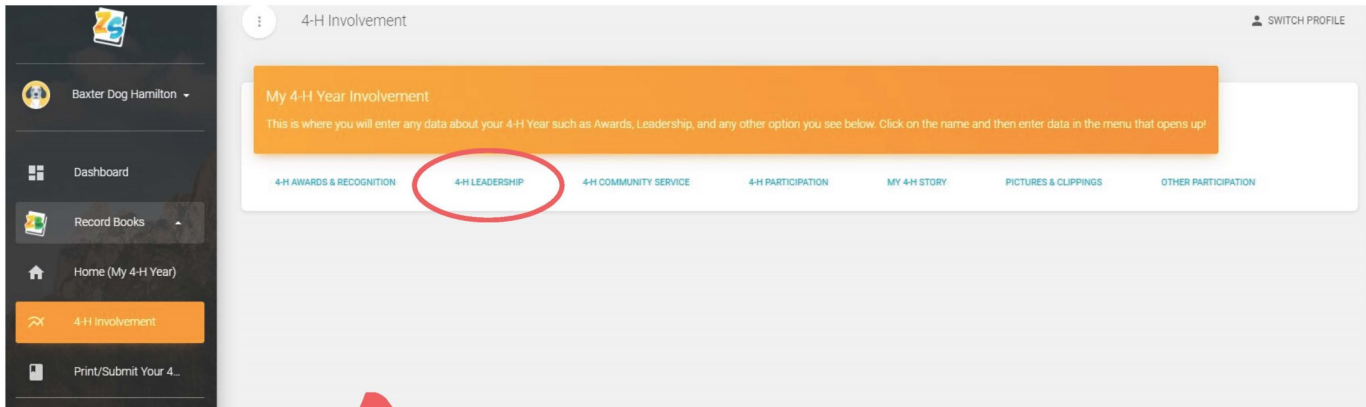 ZS
4-H Involvement
SWITCH PROFILE
Baxter Dog Hamilton
My 4-H Year Involvement
This is where you will enter any data about your 4-H Year such as Awards, Leadership, and any other option you see below. Click on the name and then enter data in the menu that opens up!
Dashboard
4-H AWARDS & RECOGNITION 4-H LEADERSHIP 4-H COMMUNITY SERVICE 4-H PARTICIPATION MY 4-H STORY PICTURES & CLIPPINGS OTHER PARTICIPATION
Record Books
Home (My 4-H Year)
4-H Involvement
Print/Submit Your 4...